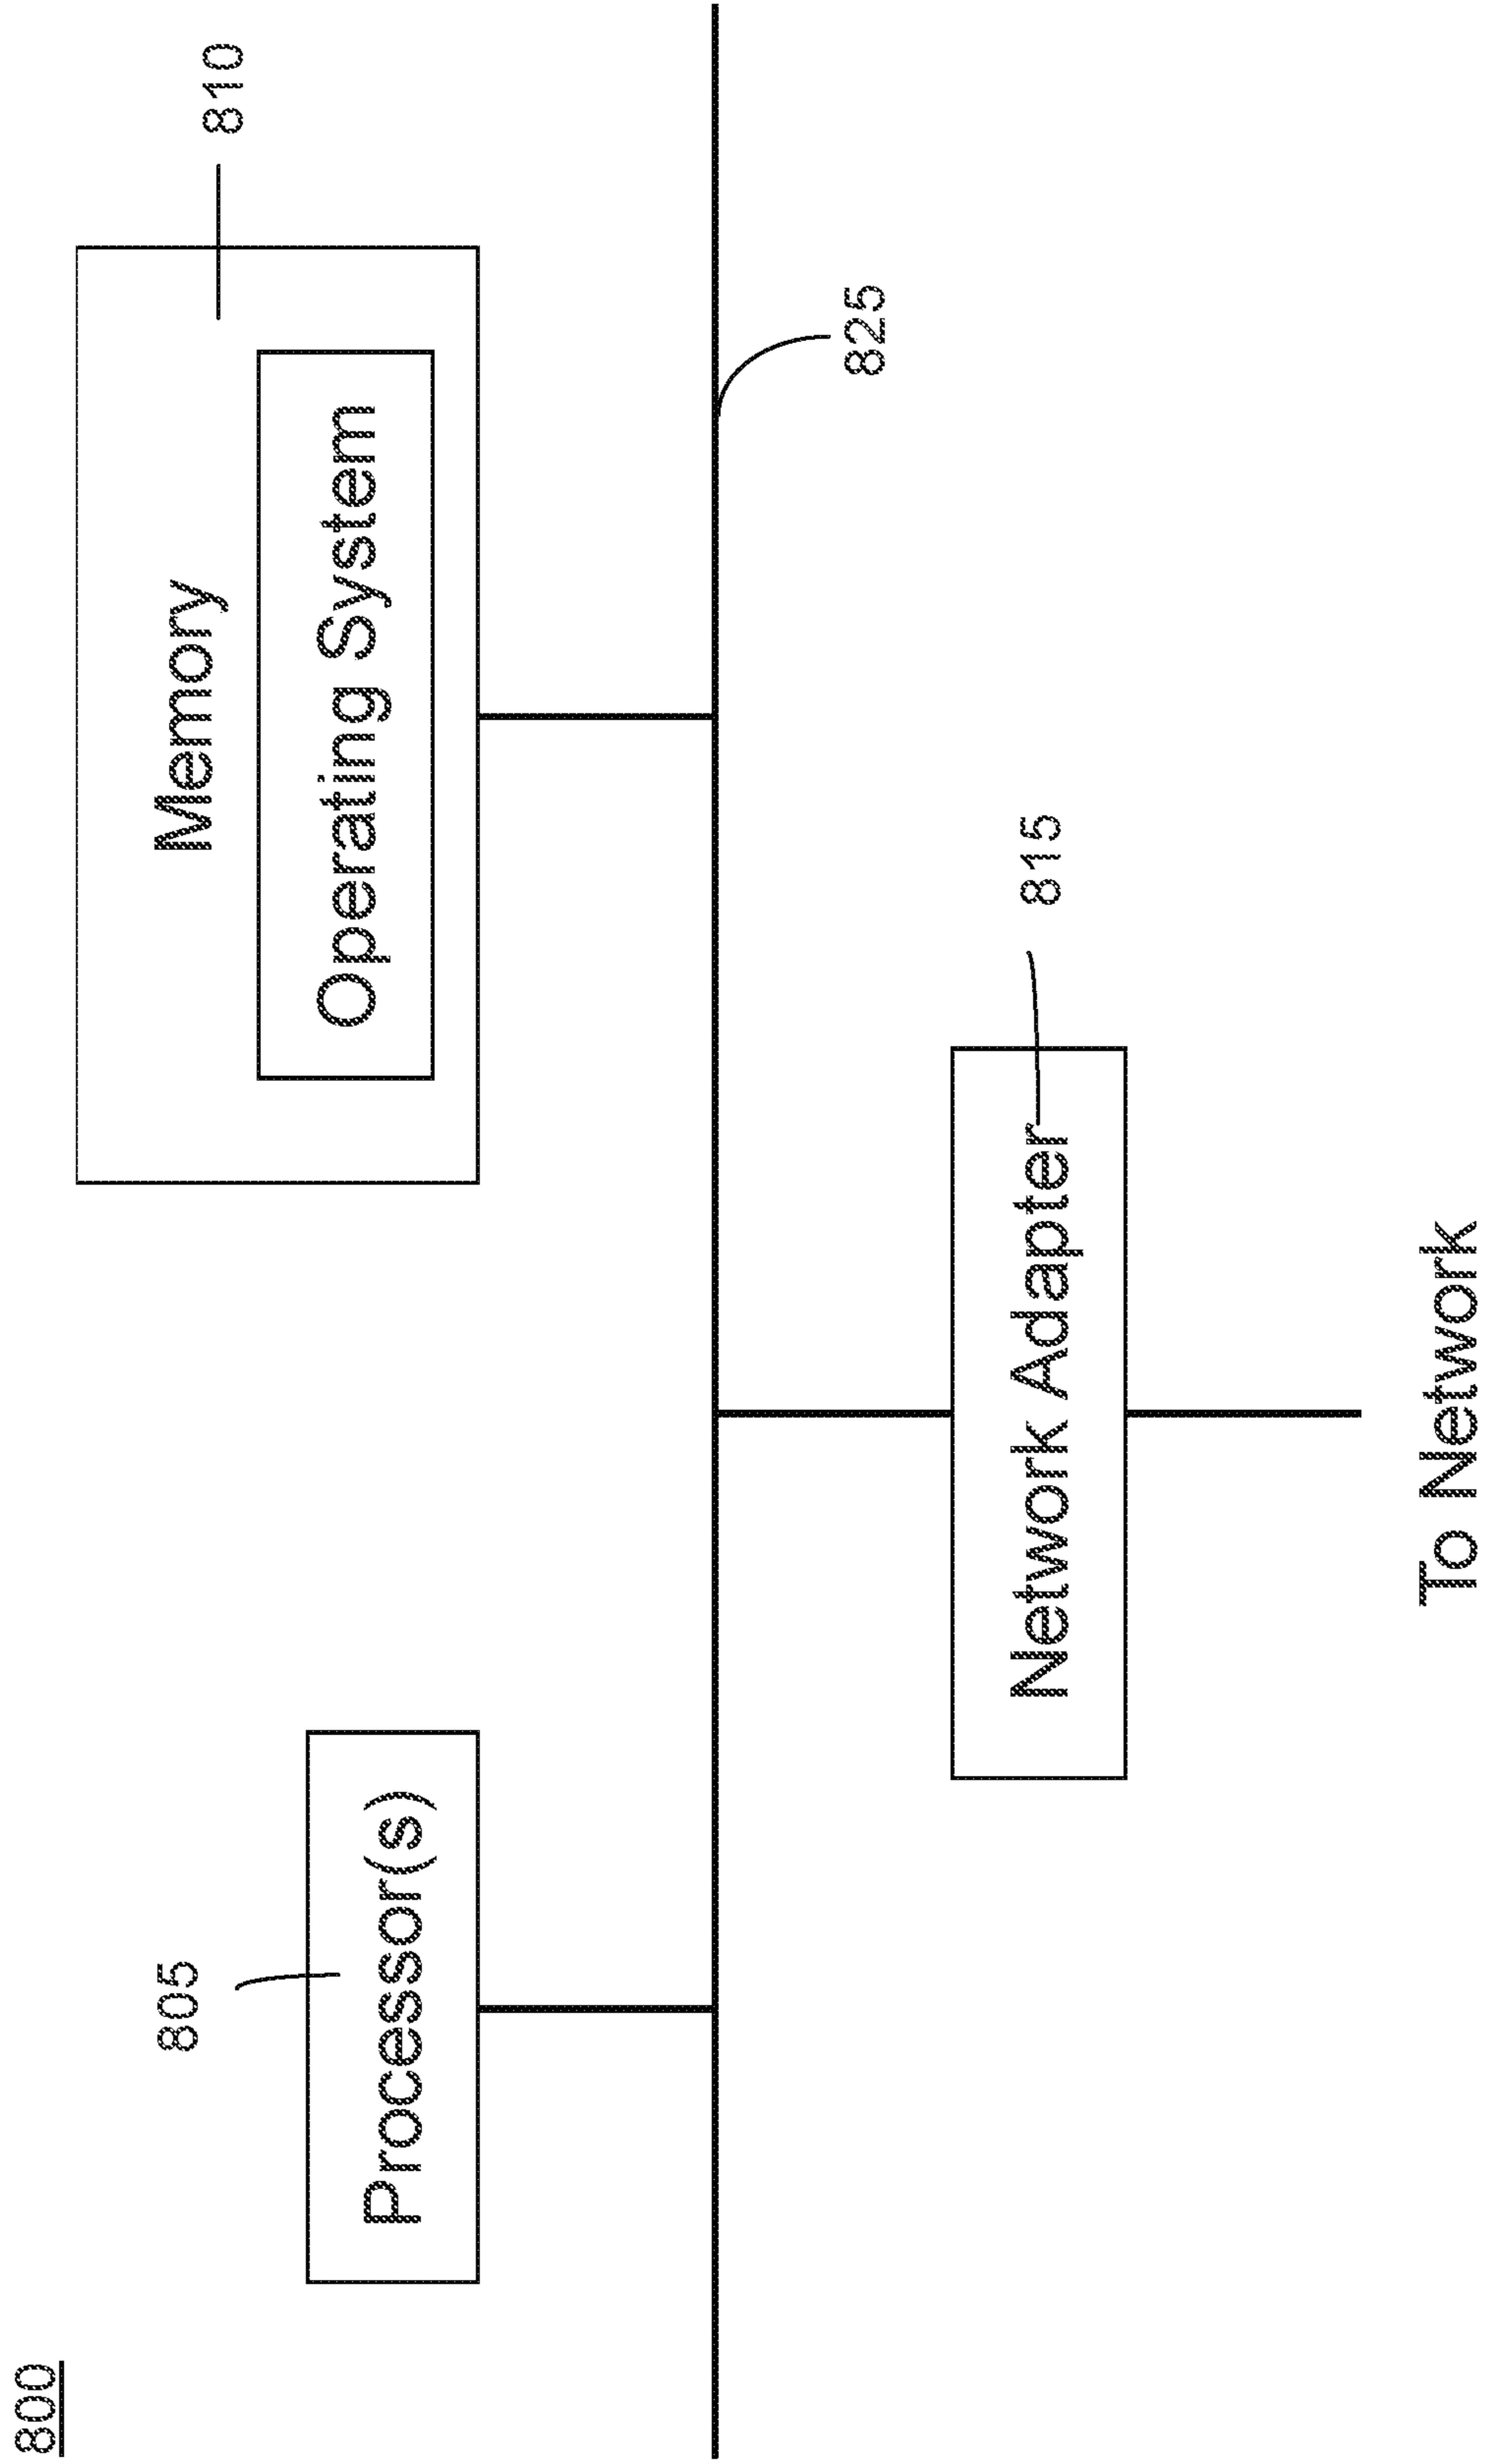 800
805
Processor(s)
810
Memory
Operating System
825
815
Network Adapter
To Network